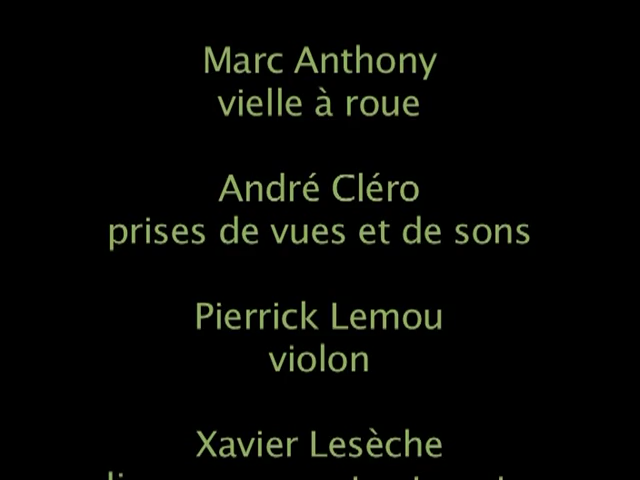 Marc Anthony
vielle à roue
André Cléro
prises de vues et de sons
Pierrick Lemou
violon
Xavier Lesèche